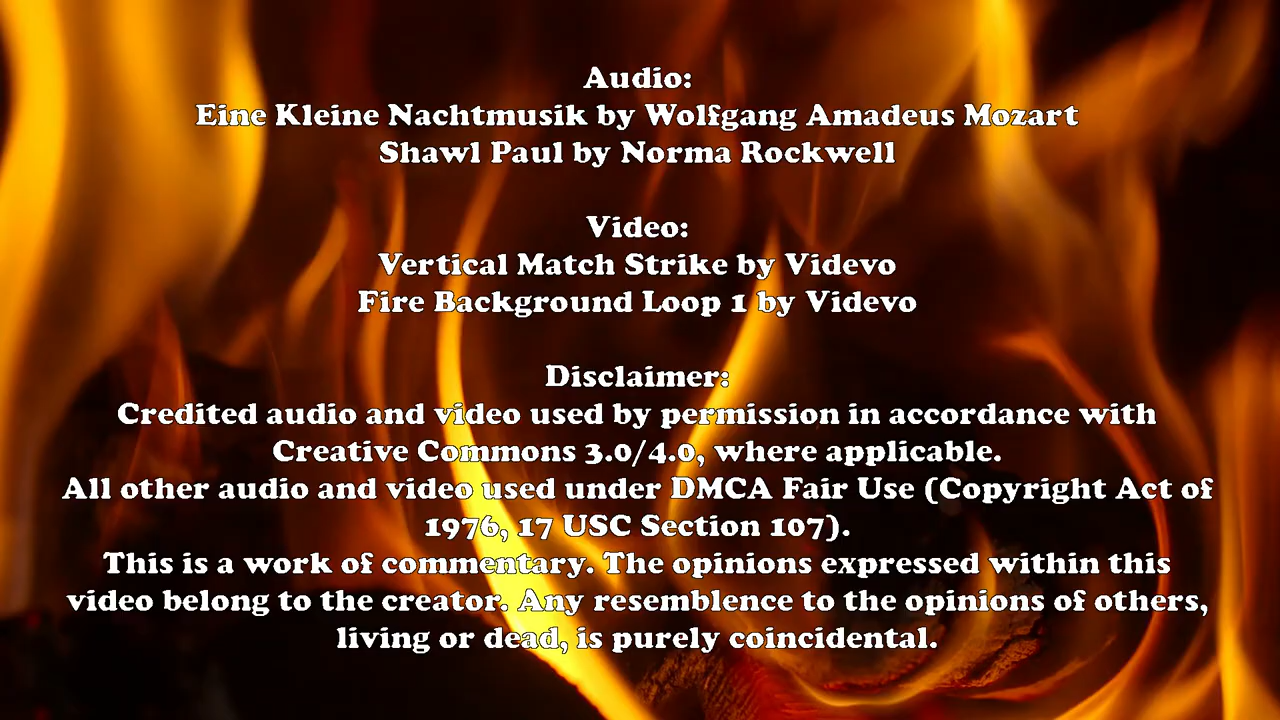 Audio:
Eine Kleine Nachtmusik by Wolfgang Amadeus Mozart
Shawl Paul by Norma Rockwell
Video:
Vertical Match Strike by Videvo
Fire Background Loop 1 by Videvo
Disclaimer:
Credited audio and video used by permission in accordance with
Creative Commons 3.0/4.0, where applicable.
All other audio and video used under DMCA Fair Use (Copyright Act of
1976, 17 USC Section 107).
This is a work of commentary. The opinions expressed within this
video belong to the creator. Any resemblence to the opinions of others,
living or dead, is purely coincidental.